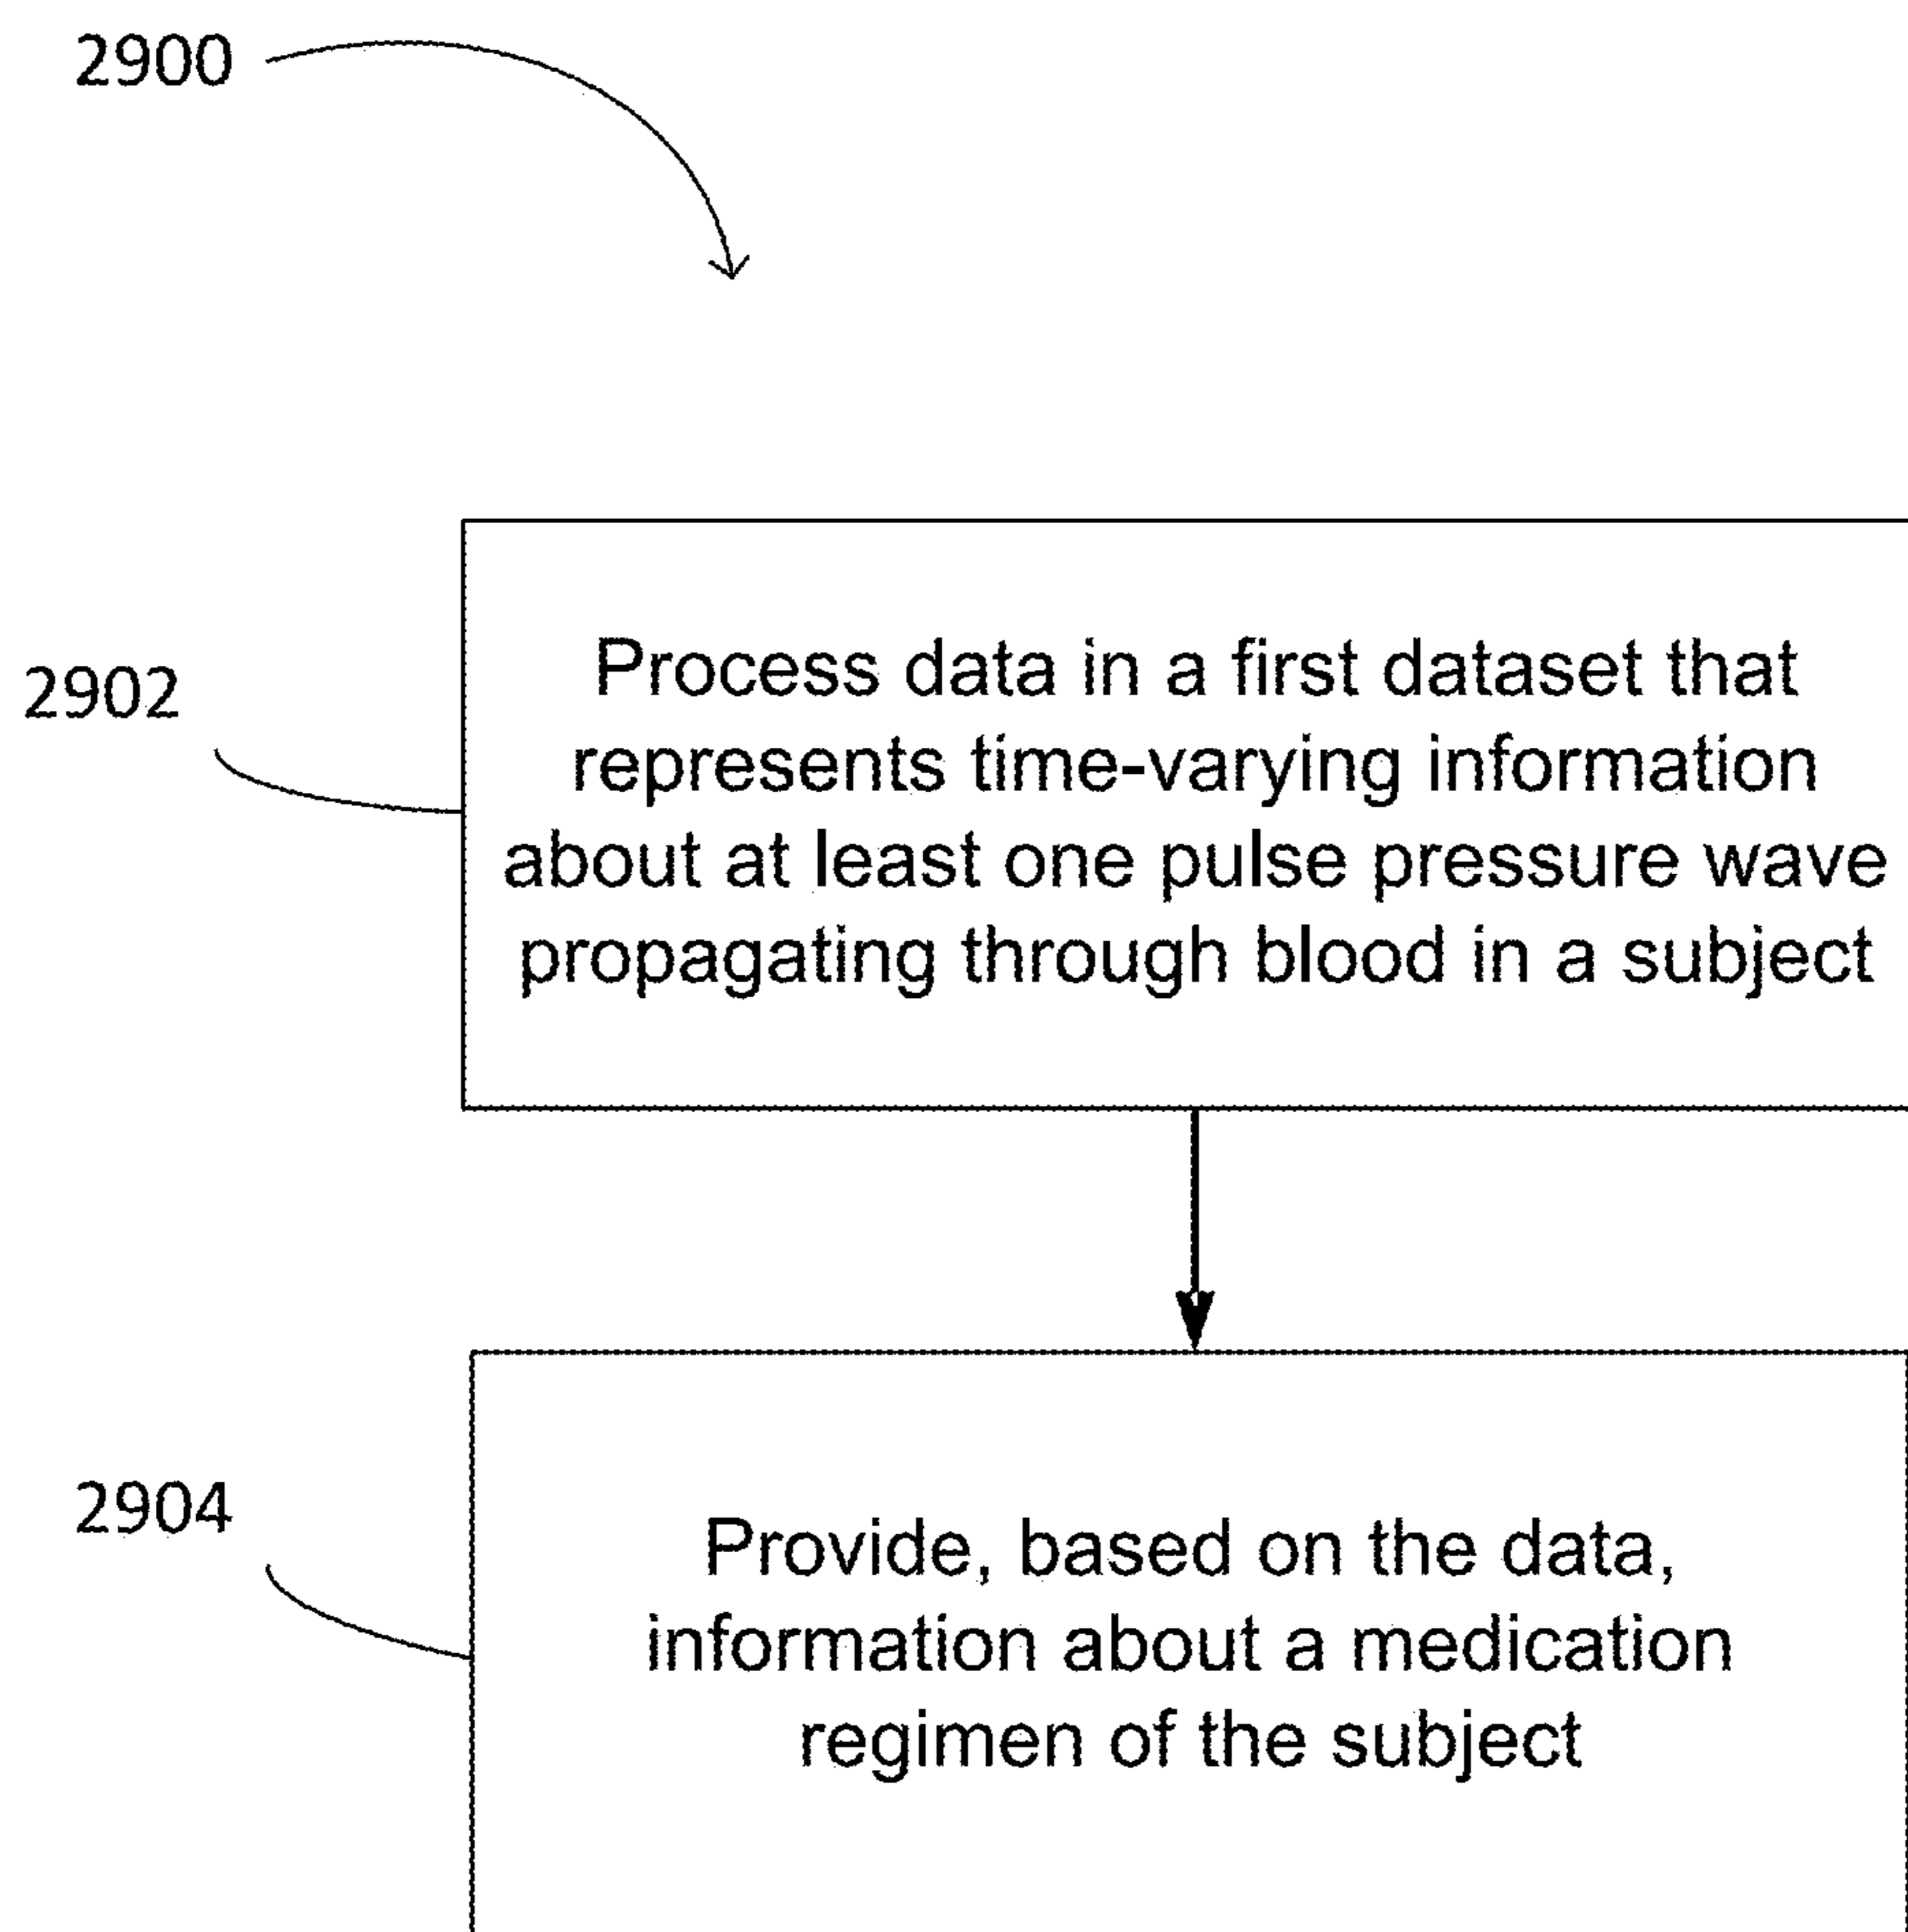 2900
2902
Process data in a first dataset that
represents time-varying information
about at least one pulse pressure wave
propagating through blood in a subject
2904
Provide, based on the data,
information about a medication
regimen of the subject